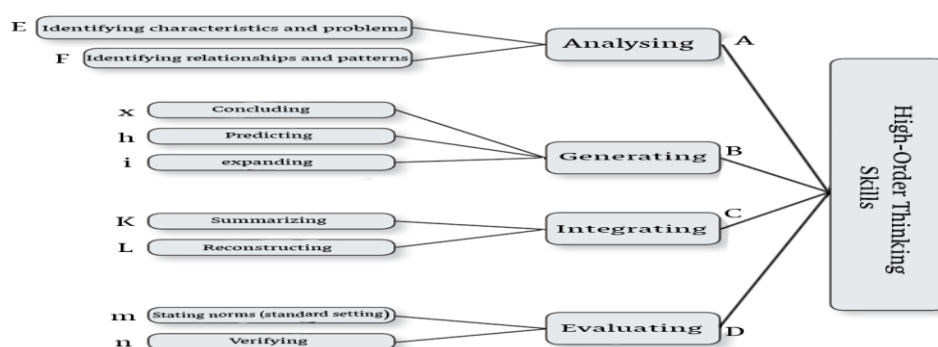 E Identifying characteristics and problems
F Identifying relationships and patterns
Analysing A
x Concluding
h Predicting
i expanding
Generating B
K Summarizing
L Reconstructing
Integrating C
m Stating norms (standard setting)
n Verifying
Evaluating D
High-Order Thinking
Skills